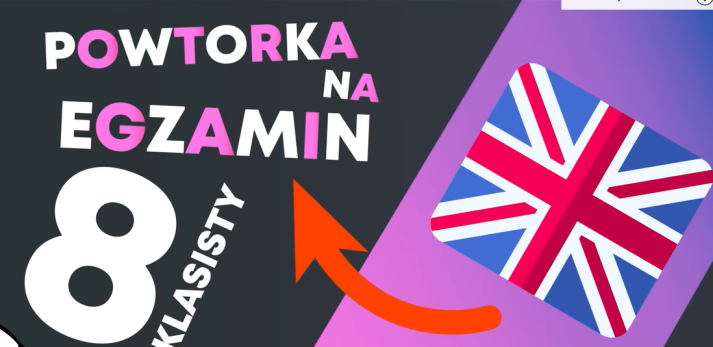 POWTORKA
NA
EGZAMIN
8
KLASISTY